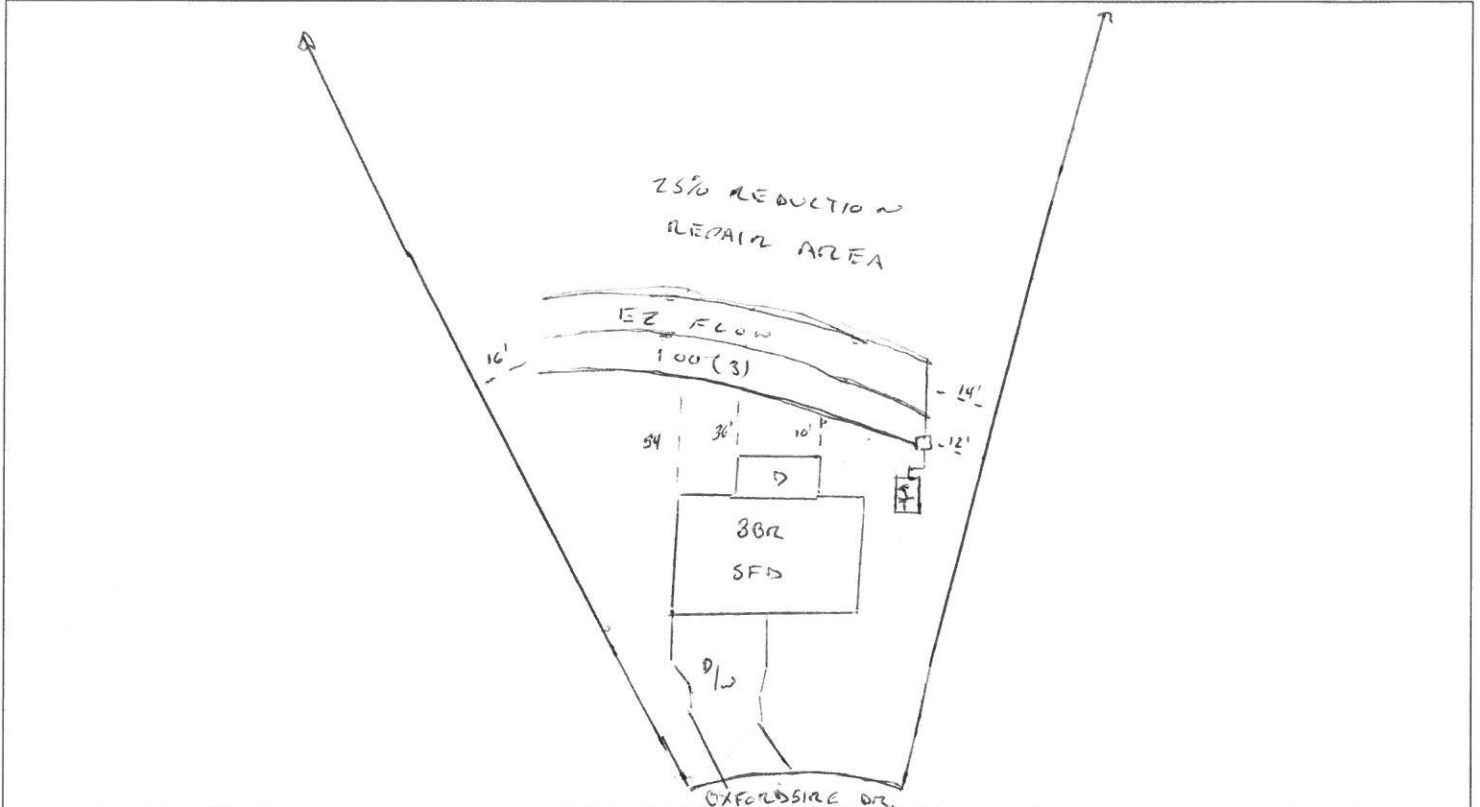 25% REDUCTION
REPAIR AREA
EZ FLOW
100 (3)
16'
14'
12'
54
36'
10'
D
3BR
SFD
D/W
OXFORDSIRE DR.